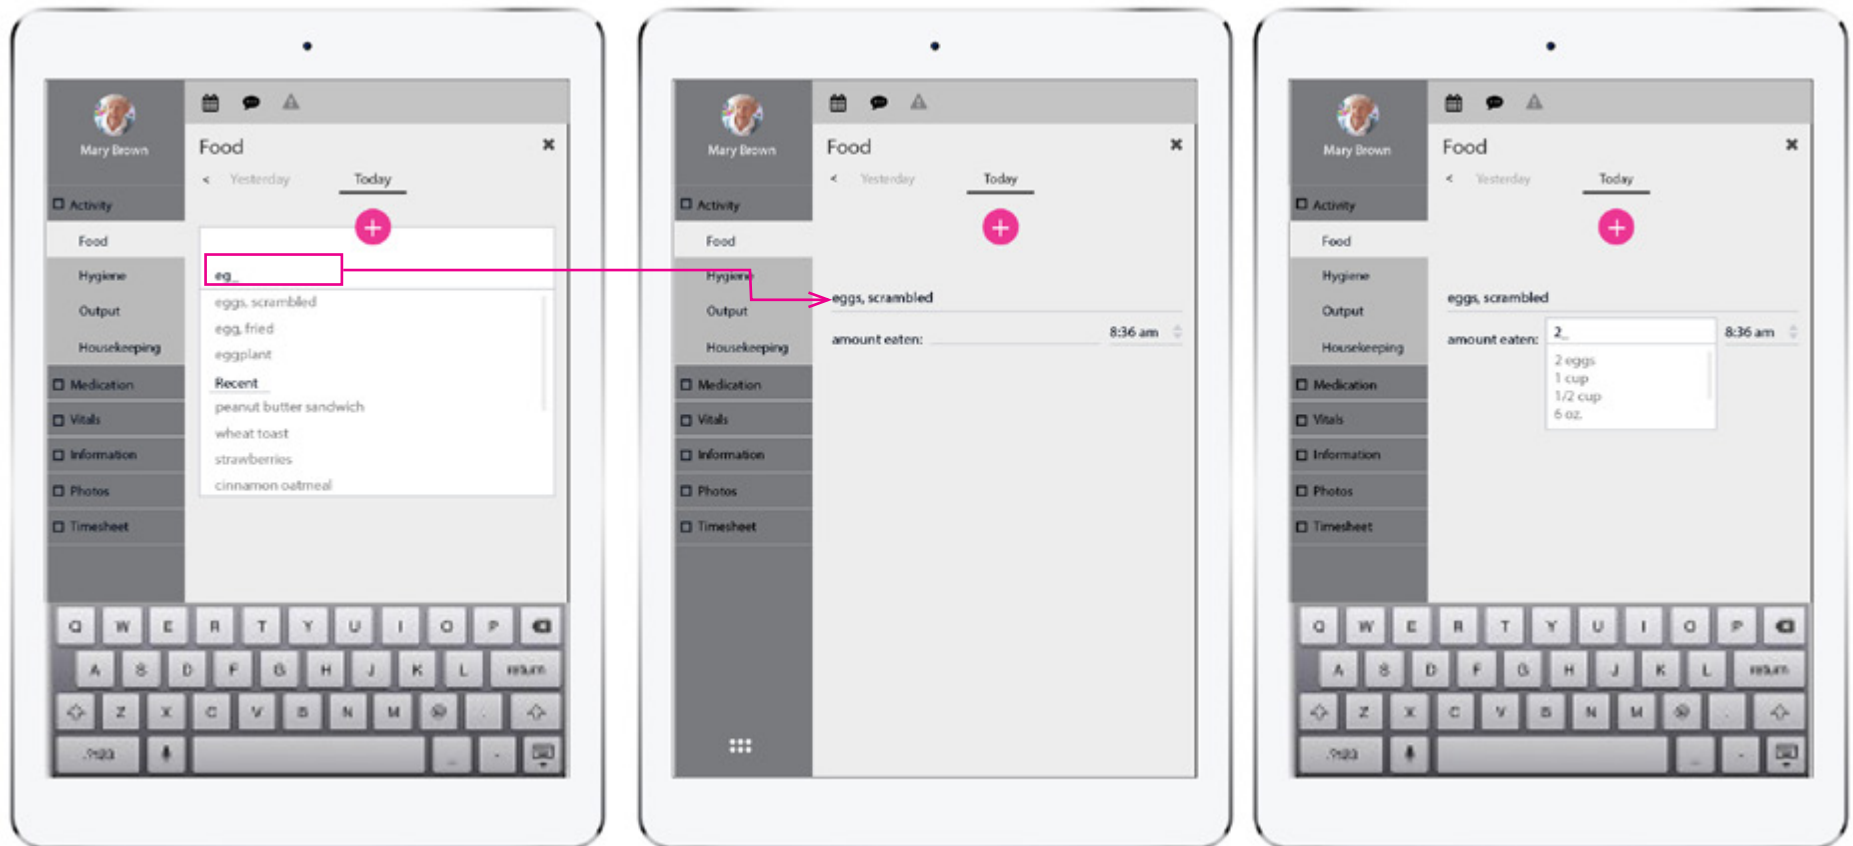 Mary Brown
Activity
Food
Hygiene
Output
Housekeeping
Medication
Vitals
Information
Photos
Timesheet
Food
< Yesterday Today
+
eg_
eggs, scrambled
egg, fried
eggplant
Recent
peanut butter sandwich
wheat toast
strawberries
cinnamon oatmeal
Q W E R T Y U I O P
A S D F G H J K L return
Z X C V B N M
.?123
Mary Brown
Activity
Food
Hygiene
Output
Housekeeping
Medication
Vitals
Information
Photos
Timesheet
Food
< Yesterday Today
+
eggs, scrambled
amount eaten: 8:36 am
Mary Brown
Activity
Food
Hygiene
Output
Housekeeping
Medication
Vitals
Information
Photos
Timesheet
Food
< Yesterday Today
+
eggs, scrambled
amount eaten: 2_ 8:36 am
2 eggs
1 cup
1/2 cup
6 oz.
Q W E R T Y U I O P
A S D F G H J K L return
Z X C V B N M
.?123